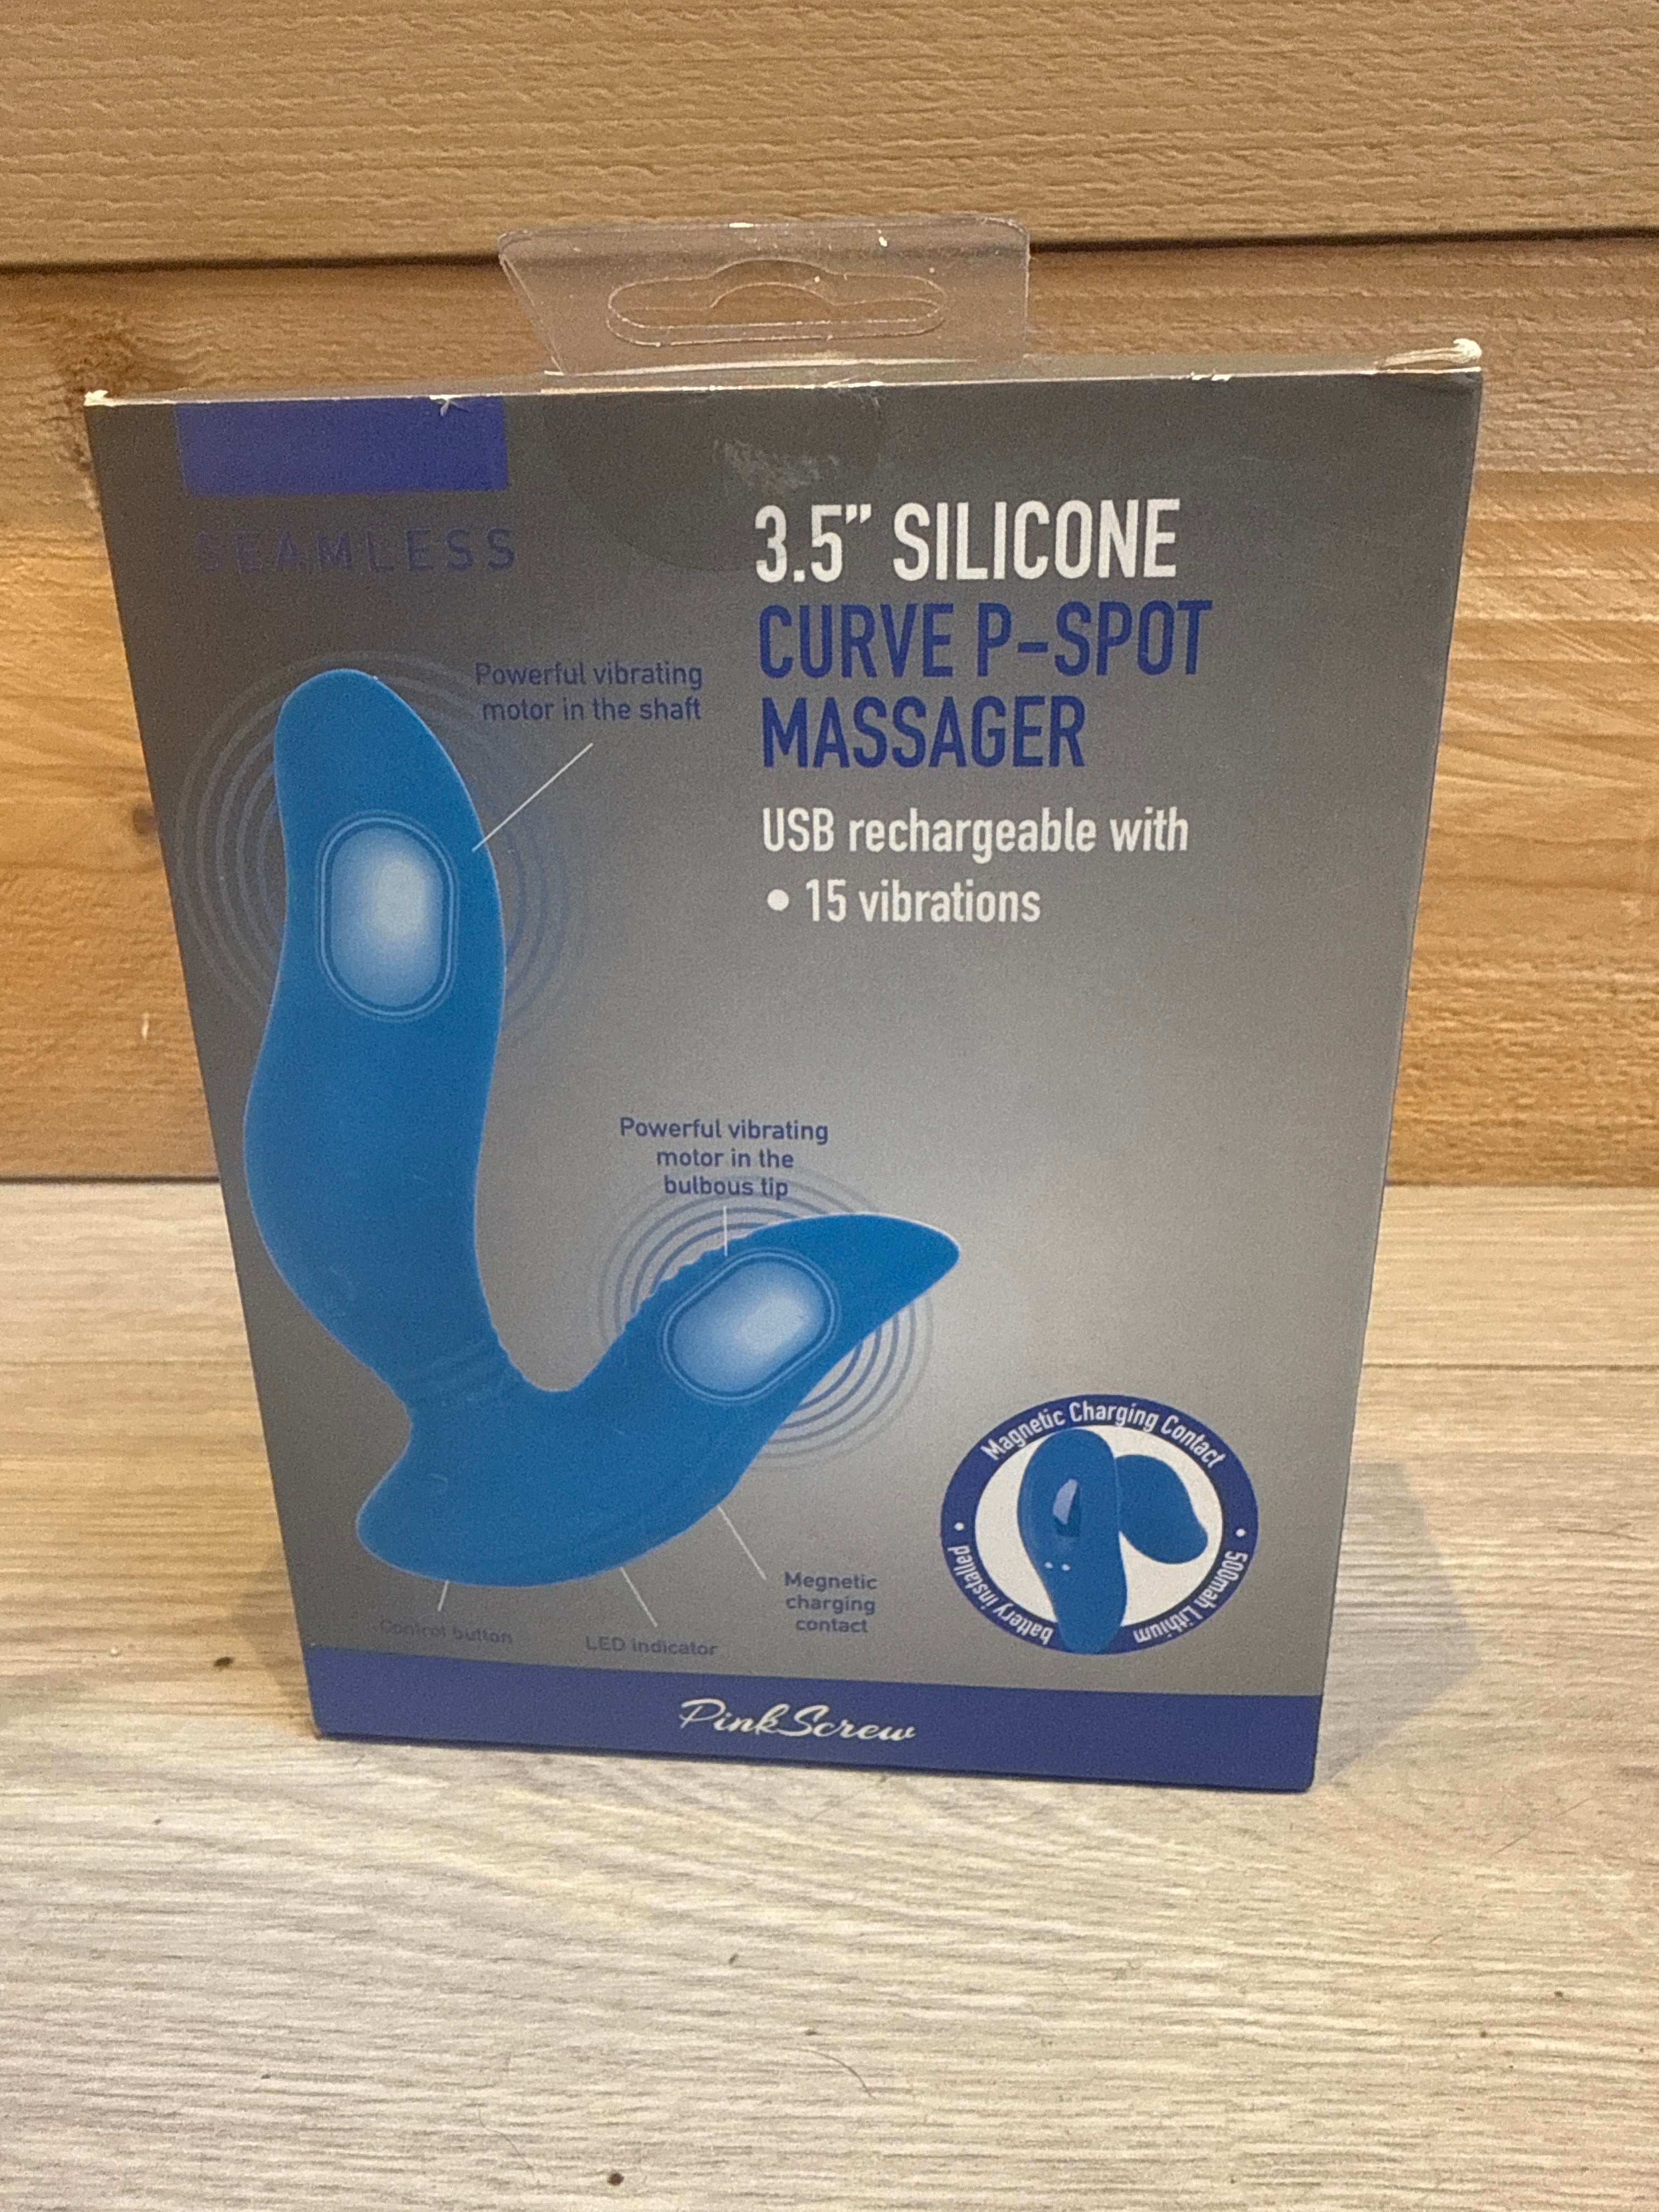 SEAMLESS
3.5” SILICONE
CURVE P-SPOT
MASSAGER
USB rechargeable with
• 15 vibrations
Powerful vibrating
motor in the shaft
Powerful vibrating
motor in the
bulbous tip
Magnetic Charging Contact
• 500mah Lithium
battery installed •
Megnetic
charging
contact
Control button
LED indicator
PinkScrew